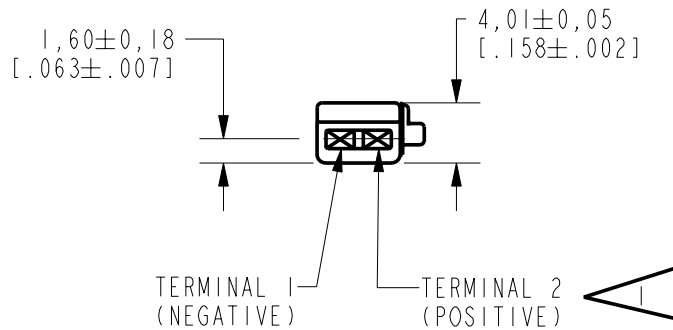 1,60±0,18
[.063±.007]
4,01±0,05
[.158±.002]
TERMINAL 1
(NEGATIVE)
TERMINAL 2
(POSITIVE)
1